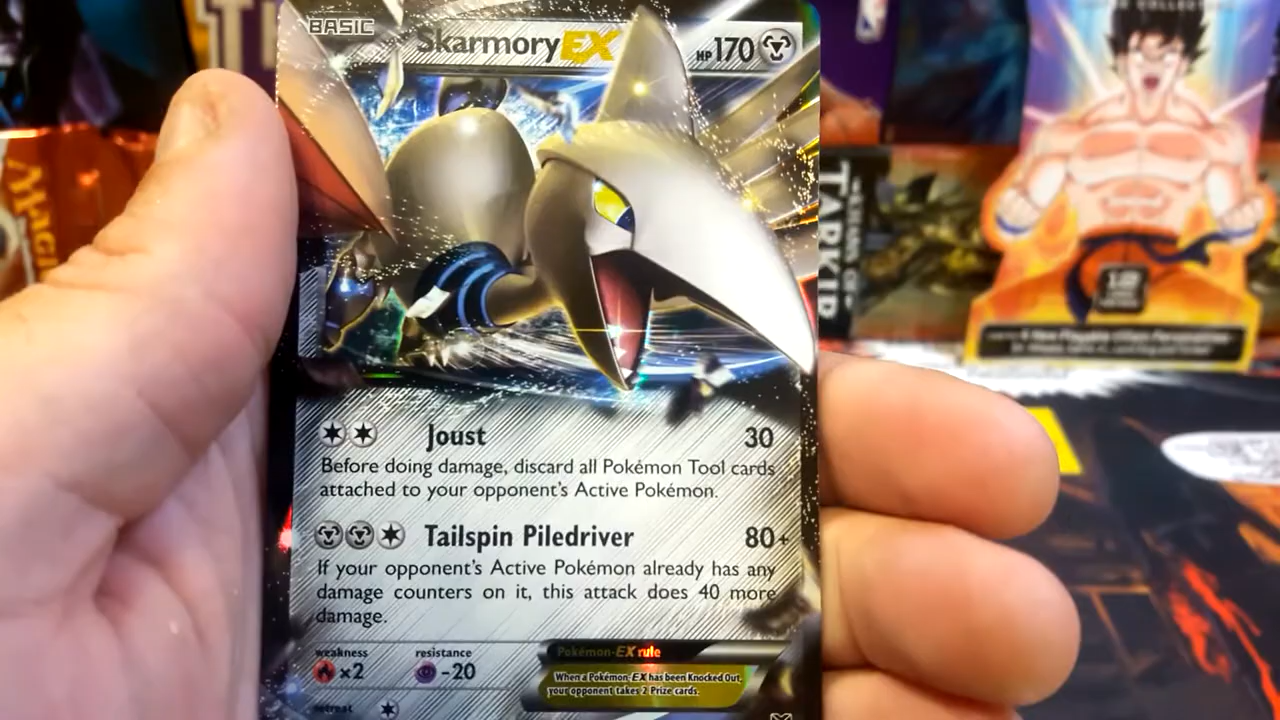 BASIC
Skarmory EX
HP 170
Joust 30
Before doing damage, discard all Pokémon Tool cards
attached to your opponent's Active Pokémon.
Tailspin Piledriver 80+
If your opponent's Active Pokémon already has any
damage counters on it, this attack does 40 more
damage.
weakness
×2
resistance
-20
retreat
Pokémon-EX rule
When a Pokémon-EX has been Knocked Out,
your opponent takes 2 Prize cards.
MAGIC
TARKIR